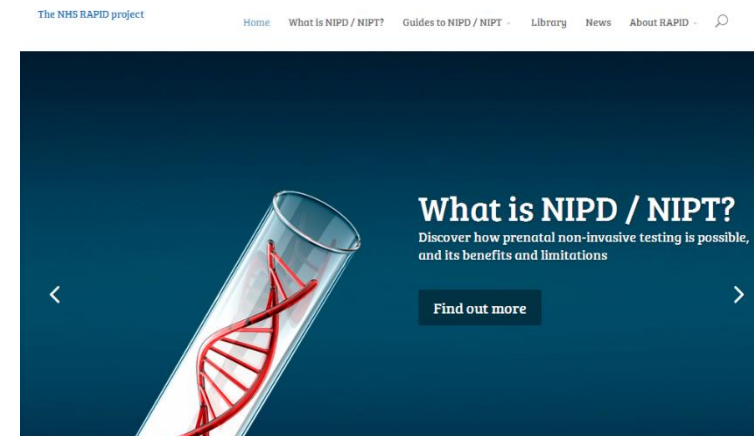 The NHS RAPID project
Home What is NIPD / NIPT? Guides to NIPD / NIPT Library News About RAPID
What is NIPD / NIPT?
Discover how prenatal non-invasive testing is possible,
and its benefits and limitations
Find out more